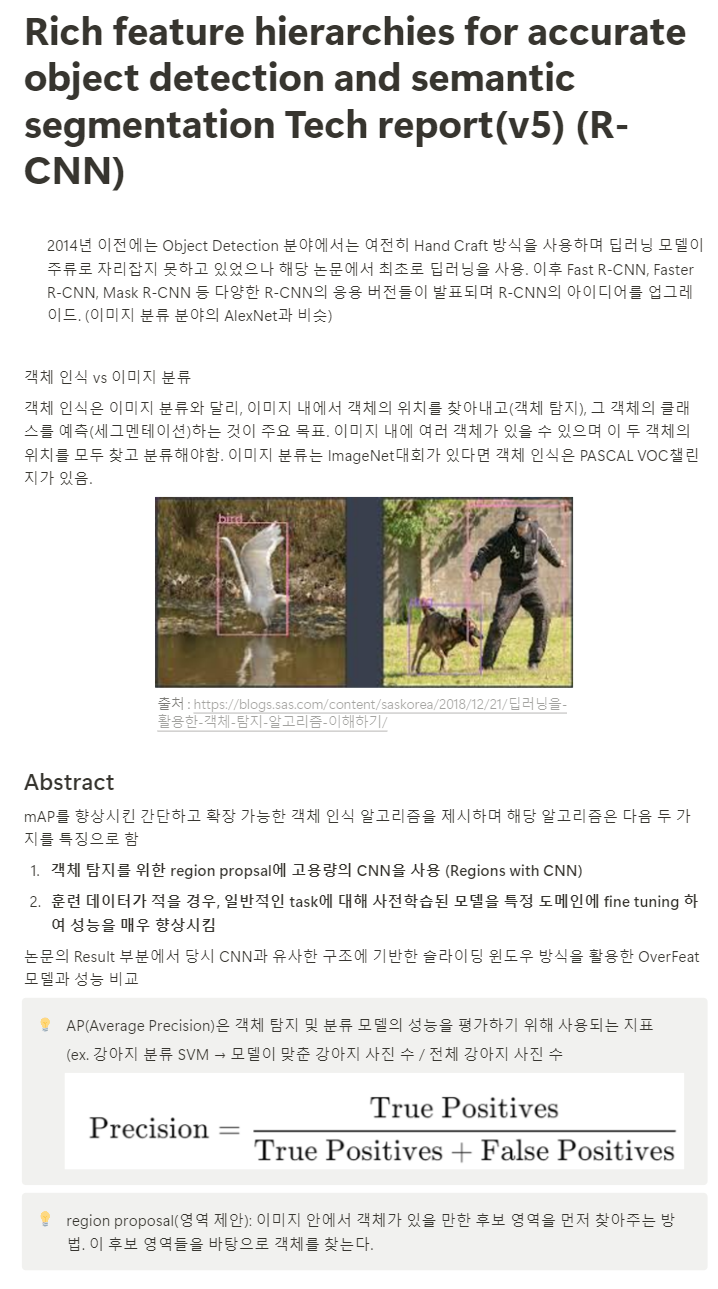 Rich feature hierarchies for accurate
object detection and semantic
segmentation Tech report(v5) (R-
CNN)
2014년 이전에는 Object Detection 분야에서는 여전히 Hand Craft 방식을 사용하며 딥러닝 모델이
주류로 자리잡지 못하고 있었으나 해당 논문에서 최초로 딥러닝을 사용. 이후 Fast R-CNN, Faster
R-CNN, Mask R-CNN 등 다양한 R-CNN의 응용 버전들이 발표되며 R-CNN의 아이디어를 업그레
이드. (이미지 분류 분야의 AlexNet과 비슷)
객체 인식 vs 이미지 분류
객체 인식은 이미지 분류와 달리, 이미지 내에서 객체의 위치를 찾아내고(객체 탐지), 그 객체의 클래
스를 예측(세그멘테이션)하는 것이 주요 목표. 이미지 내에 여러 객체가 있을 수 있으며 이 두 객체의
위치를 모두 찾고 분류해야함. 이미지 분류는 ImageNet대회가 있다면 객체 인식은 PASCAL VOC챌린
지가 있음.
bird
출처 : https://blogs.sas.com/content/saskorea/2018/12/21/딥러닝을-
활용한-객체-탐지-알고리즘-이해하기/
Abstract
mAP를 향상시킨 간단하고 확장 가능한 객체 인식 알고리즘을 제시하며 해당 알고리즘은 다음 두 가
지를 특징으로 함
1. 객체 탐지를 위한 region propsal에 고용량의 CNN을 사용 (Regions with CNN)
2. 훈련 데이터가 적을 경우, 일반적인 task에 대해 사전학습된 모델을 특정 도메인에 fine tuning 하
여 성능을 매우 향상시킴
논문의 Result 부분에서 당시 CNN과 유사한 구조에 기반한 슬라이딩 윈도우 방식을 활용한 OverFeat
모델과 성능 비교
AP(Average Precision)은 객체 탐지 및 분류 모델의 성능을 평가하기 위해 사용되는 지표
(ex. 강아지 분류 SVM → 모델이 맞춘 강아지 사진 수 / 전체 강아지 사진 수
Precision = True Positives / True Positives + False Positives
region proposal(영역 제안): 이미지 안에서 객체가 있을 만한 후보 영역을 먼저 찾아주는 방
법. 이 후보 영역들을 바탕으로 객체를 찾는다.